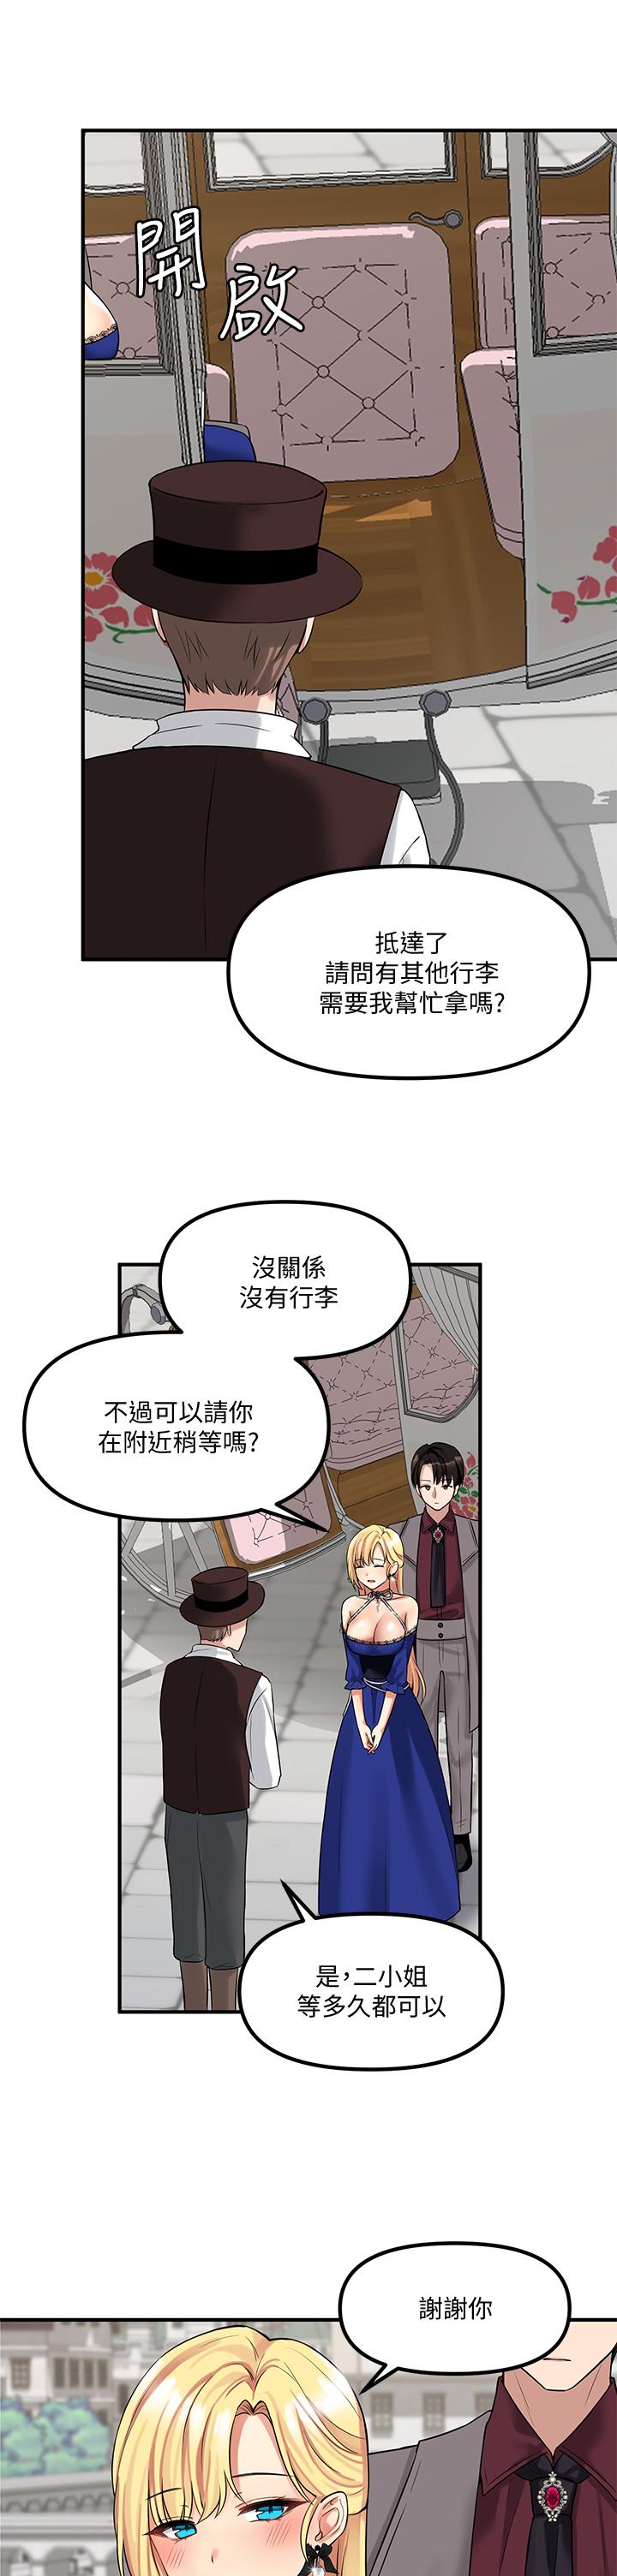 開啟
抵達了
請問有其他行李
需要我幫忙拿嗎?
沒關係
沒有行李
不過可以請你
在附近稍等嗎?
是,二小姐
等多久都可以
謝謝你